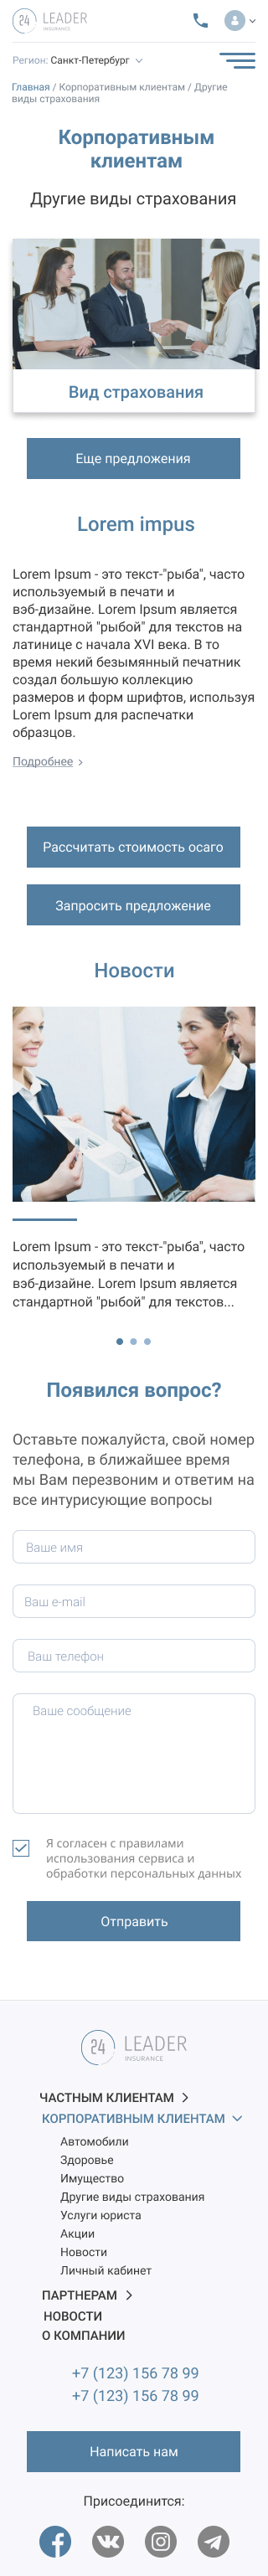 24 LEADER
INSURANCE
Регион: Санкт-Петербург
Главная / Корпоративным клиентам / Другие
виды страхования
Корпоративным
клиентам
Другие виды страхования
Вид страхования
Еще предложения
Lorem impus
Lorem Ipsum - это текст-"рыба", часто
используемый в печати и
вэб-дизайне. Lorem Ipsum является
стандартной "рыбой" для текстов на
латинице с начала XVI века. В то
время некий безымянный печатник
создал большую коллекцию
размеров и форм шрифтов, используя
Lorem Ipsum для распечатки
образцов.
Подробнее
Рассчитать стоимость осаго
Запросить предложение
Новости
Lorem Ipsum - это текст-"рыба", часто
используемый в печати и
вэб-дизайне. Lorem Ipsum является
стандартной "рыбой" для текстов...
Появился вопрос?
Оставьте пожалуйста, свой номер
телефона, в ближайшее время
мы Вам перезвоним и ответим на
все интурисующие вопросы
Ваше имя
Ваш e-mail
Ваш телефон
Ваше сообщение
Я согласен с правилами
использования сервиса и
обработки персональных данных
Отправить
24 LEADER
INSURANCE
ЧАСТНЫМ КЛИЕНТАМ
КОРПОРАТИВНЫМ КЛИЕНТАМ
Автомобили
Здоровье
Имущество
Другие виды страхования
Услуги юриста
Акции
Новости
Личный кабинет
ПАРТНЕРАМ
НОВОСТИ
О КОМПАНИИ
+7 (123) 156 78 99
+7 (123) 156 78 99
Написать нам
Присоединится: